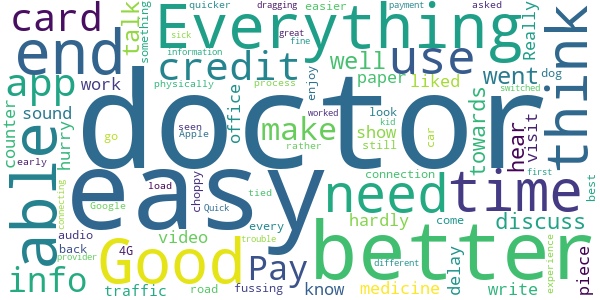 card
talk
something
Everything
quicker
dragging
easier
payment
asked
Really
end
sick
great
fine
credit
information
use
think
app
work
physically
well
paper
liked
went
dog
process
enjoy
switched
doctor
counter
sound
hurry
office
make
show
look
kid
still
towards
hear
visit
car
able
go
seen
Apple
worked
rather
early
easy
load
choppy
tied
connection
first
best
connecting
Google
Quick
every
need
time
hardly
come
discuss
audio
video
back
provider
4G
Good
trouble
better
different
delay
experience
piece
info
Pay
fussing
know
medicine
write
traffic
road